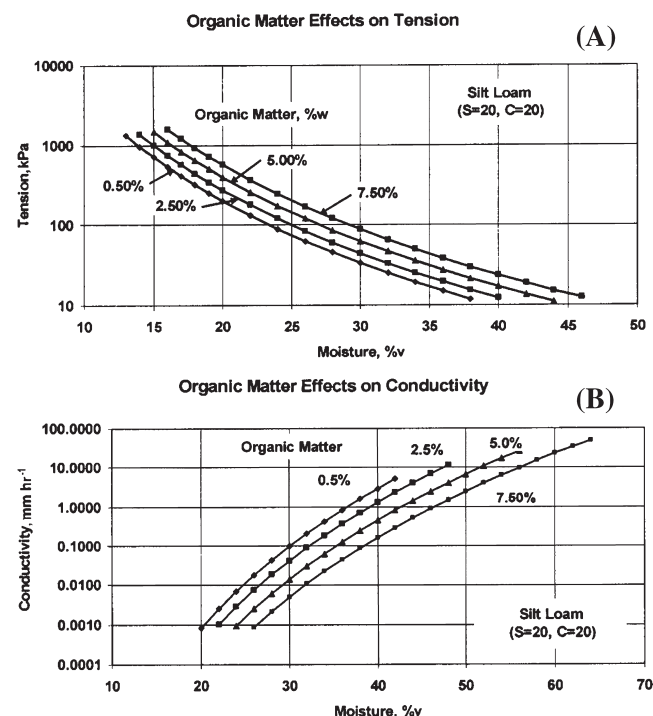 Organic Matter Effects on Tension
(A)
10000
1000
100
10
Tension, kPa
Silt Loam
(S=20, C=20)
Organic Matter, %w
5.00%
0.50%
2.50%
7.50%
10 15 20 25 30 35 40 45 50
Moisture, %v
Organic Matter Effects on Conductivity
(B)
100.0000
10.0000
1.0000
0.1000
0.0100
0.0010
0.0001
Conductivity, mm hr⁻¹
Organic Matter
0.5%
2.5%
5.0%
7.50%
Silt Loam
(S=20, C=20)
10 20 30 40 50 60 70
Moisture, %v